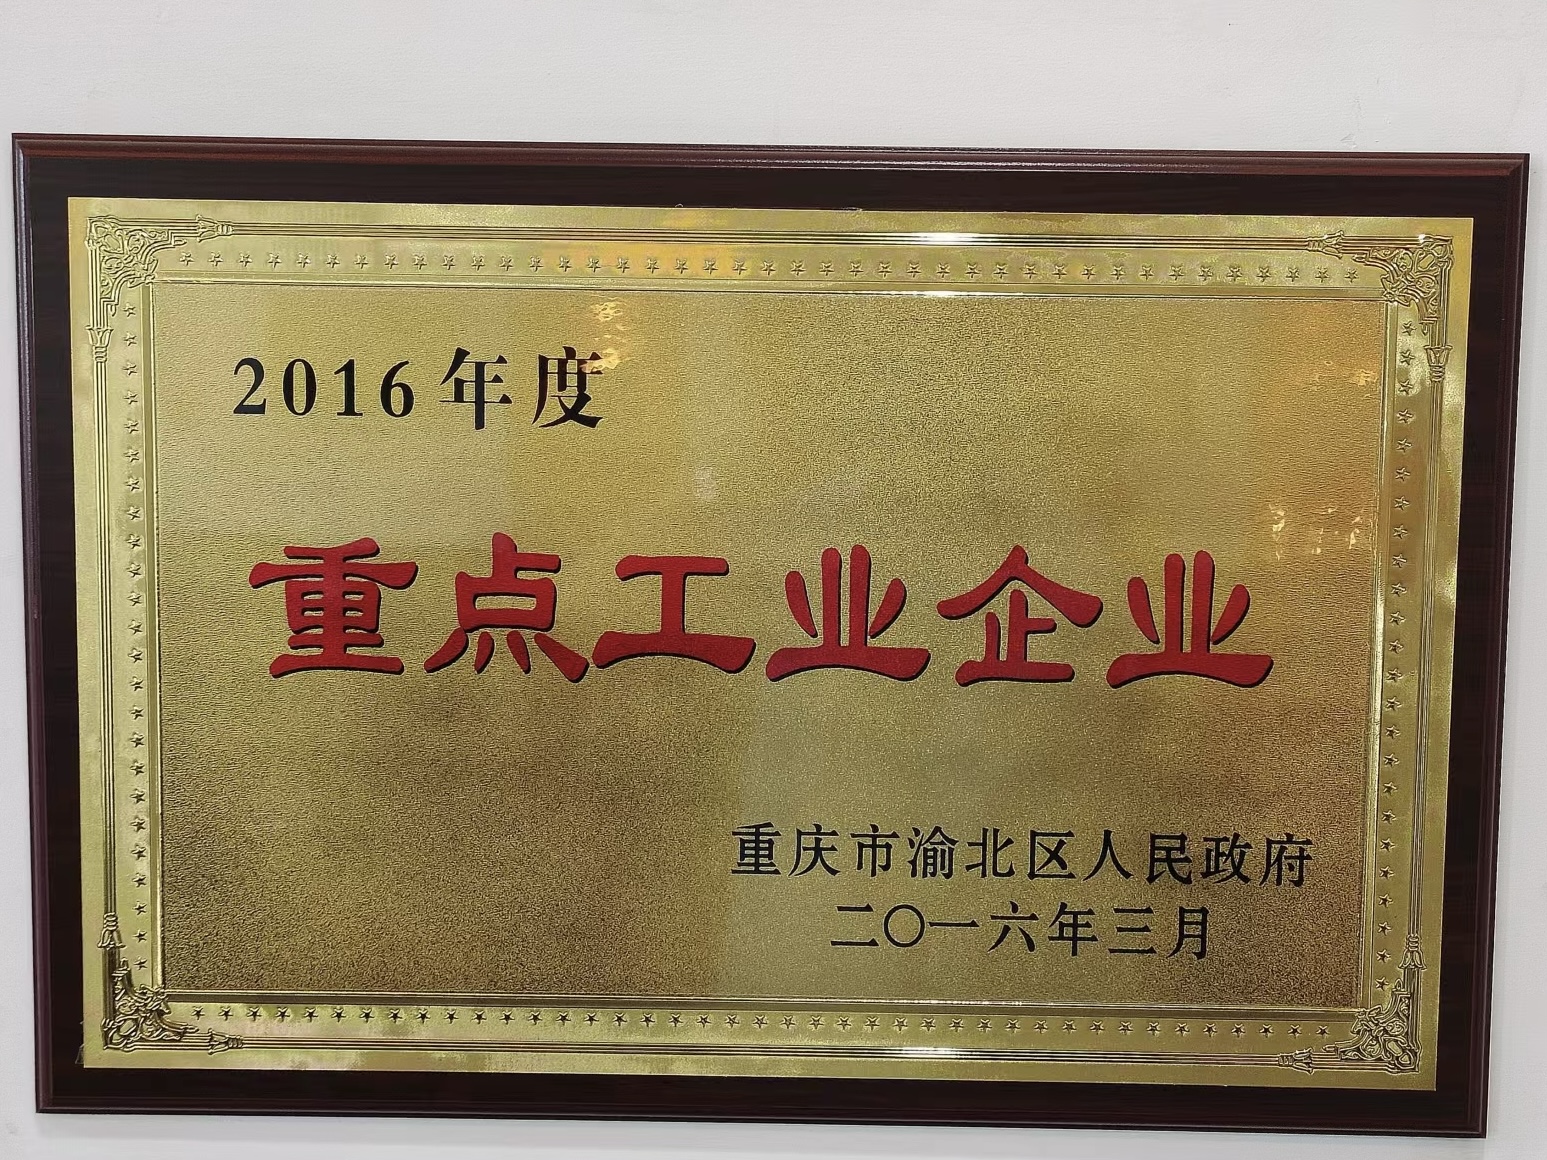 2016年度
重点工业企业
重庆市渝北区人民政府
二〇一六年三月